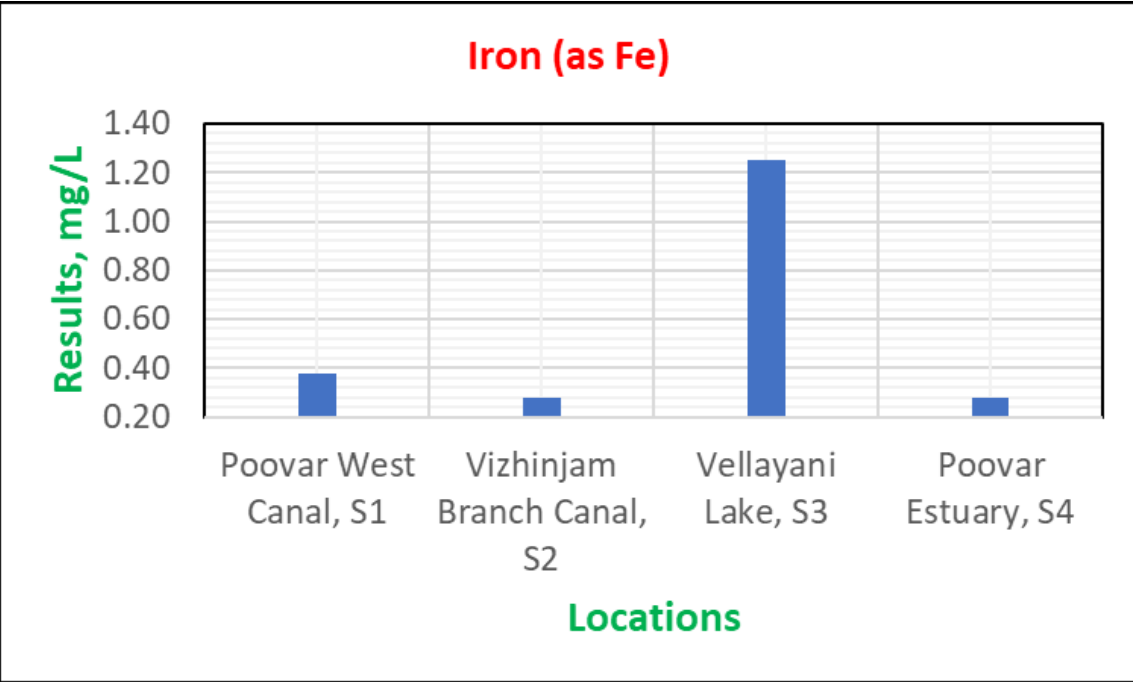 Iron (as Fe)
Results, mg/L
1.40
1.20
1.00
0.80
0.60
0.40
0.20
Poovar West
Canal, S1
Vizhinjam
Branch Canal,
S2
Vellayani
Lake, S3
Poovar
Estuary, S4
Locations